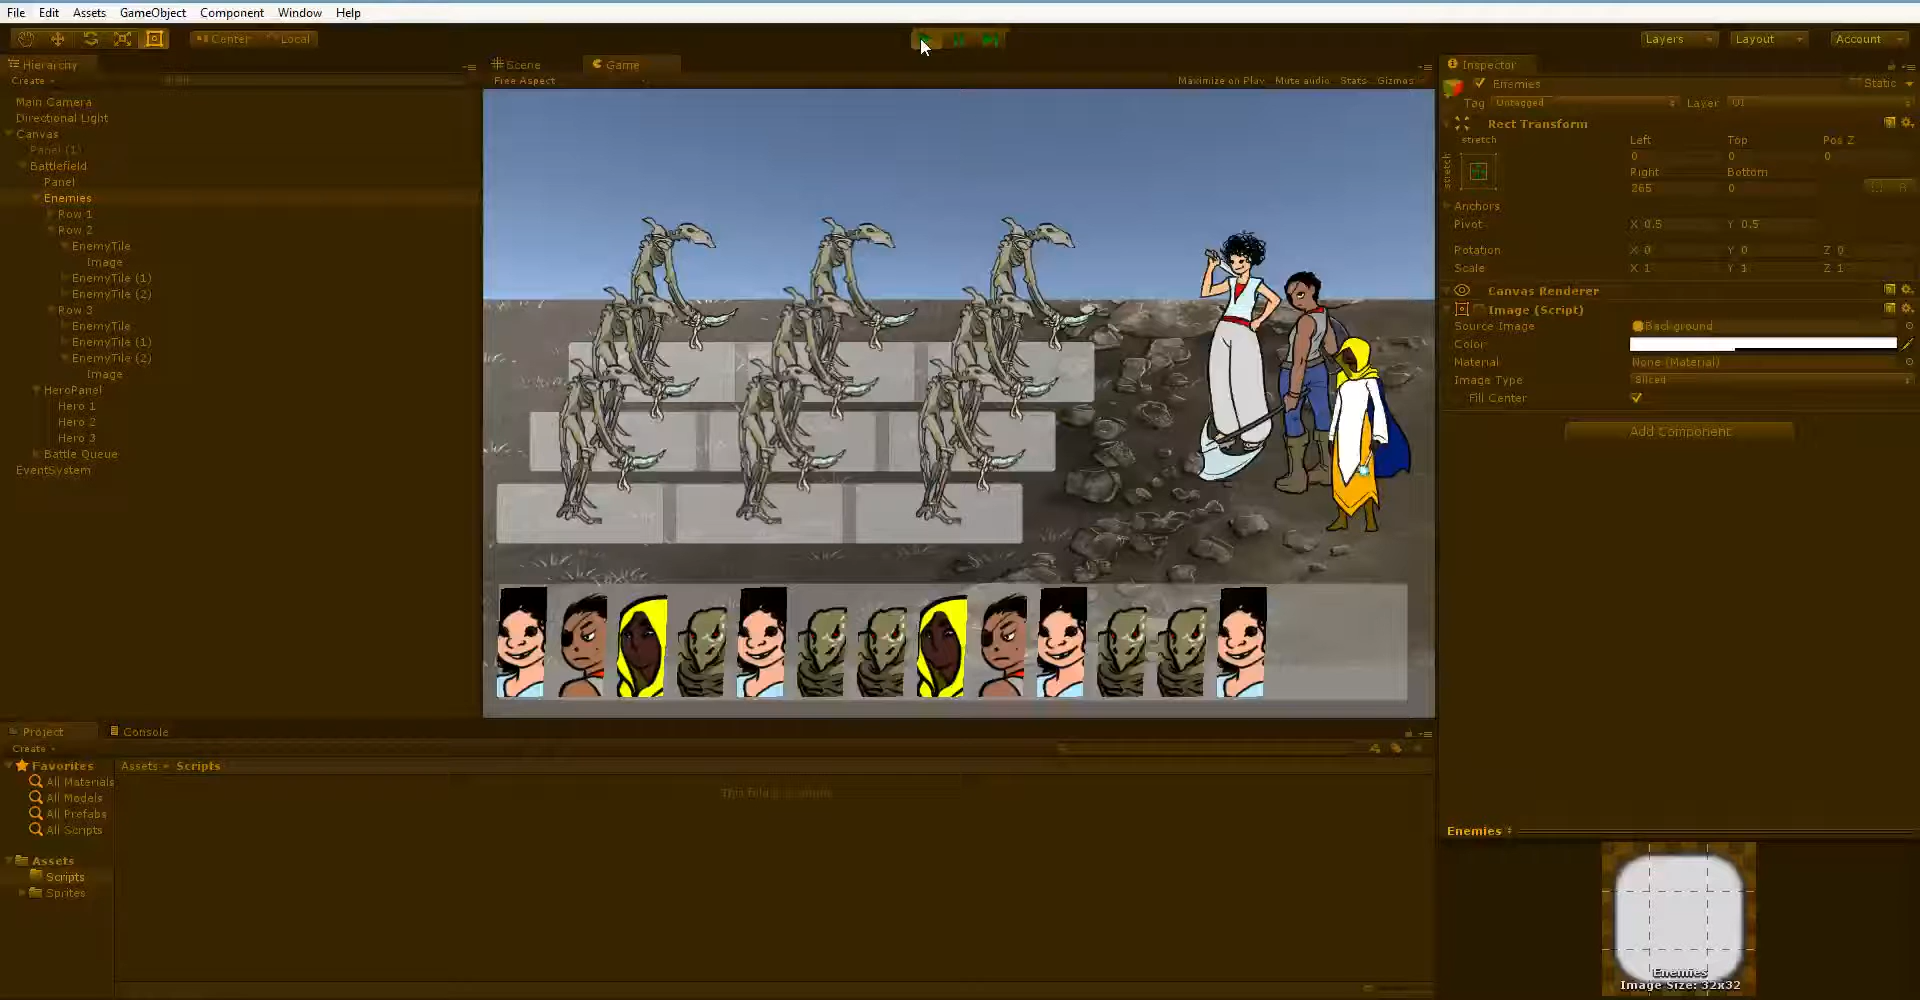 File Edit Assets GameObject Component Window Help
Center Local
Layers Layout Account
Hierarchy
Create
Main Camera
Directional Light
Canvas
Panel (1)
Battlefield
Panel
Enemies
Row 1
Row 2
EnemyTile
Image
EnemyTile (1)
EnemyTile (2)
Row 3
EnemyTile
EnemyTile (1)
EnemyTile (2)
Image
HeroPanel
Hero 1
Hero 2
Hero 3
Battle Queue
EventSystem
Scene Game
Free Aspect Maximize on Play Mute audio Stats Gizmos
Inspector
Enemies Static
Tag Untagged Layer UI
Rect Transform
stretch Left Top Pos Z
stretch 0 0 0
Right Bottom
265 0
R
Anchors
Pivot X 0.5 Y 0.5
Rotation X 0 Y 0 Z 0
Scale X 1 Y 1 Z 1
Canvas Renderer
Image (Script)
Source Image Background
Color
Material None (Material)
Image Type Sliced
Fill Center
Add Component
Project Console
Create
Favorites
All Materials
All Models
All Prefabs
All Scripts
Assets
Scripts
Sprites
Assets Scripts
This folder is empty
Enemies
Enemies
Image Size: 32x32